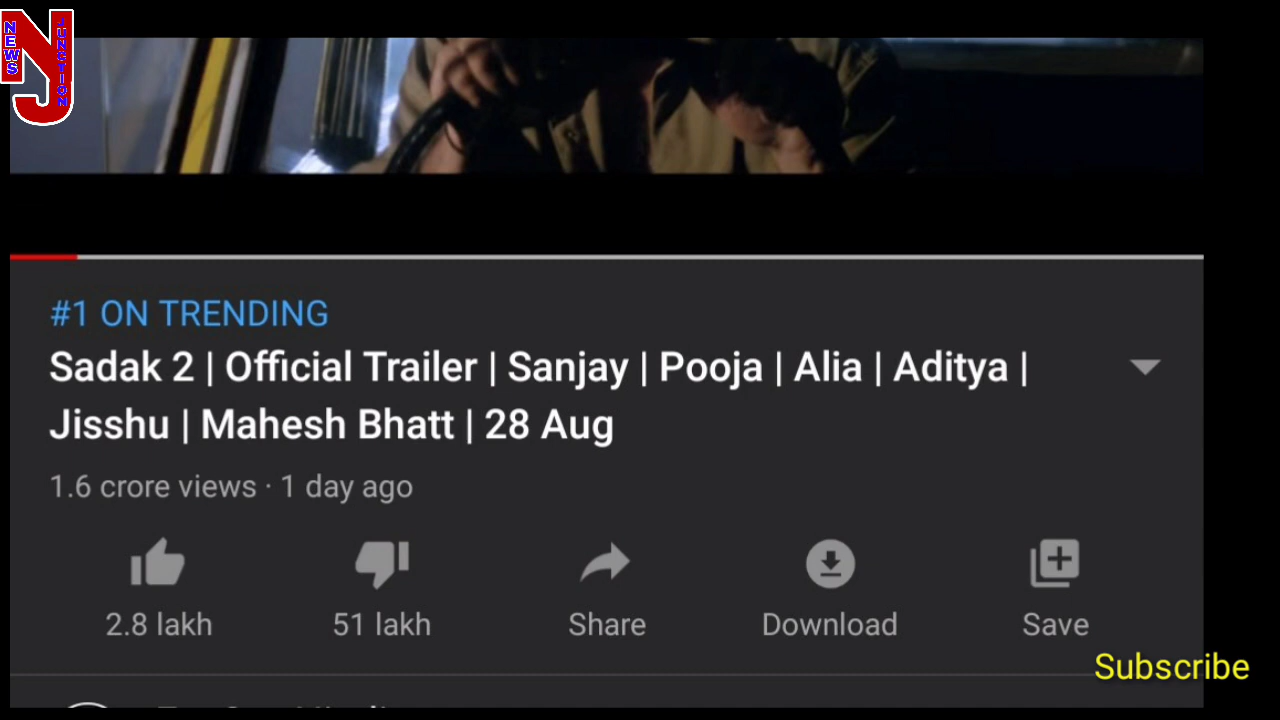 NEWS
JUNCTION
#1 ON TRENDING
Sadak 2 | Official Trailer | Sanjay | Pooja | Alia | Aditya |
Jisshu | Mahesh Bhatt | 28 Aug
1.6 crore views · 1 day ago
2.8 lakh
51 lakh
Share
Download
Save
Subscribe